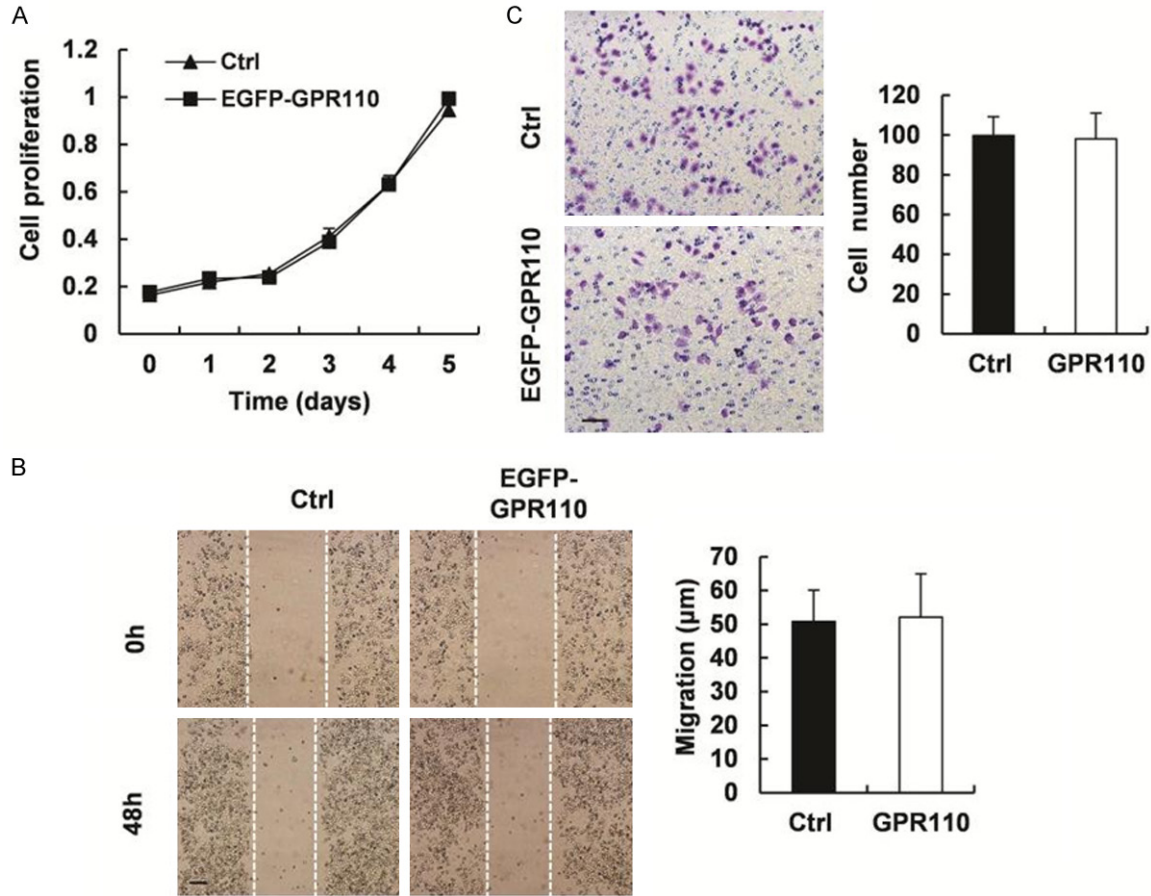 A
1.2
1
0.8
0.6
0.4
0.2
0
Cell proliferation
Ctrl
EGFP-GPR110
0 1 2 3 4 5
Time (days)
C
Ctrl
EGFP-GPR110
120
100
80
60
40
20
0
Cell number
Ctrl GPR110
B
Ctrl
EGFP-
GPR110
0h
48h
70
60
50
40
30
20
10
0
Migration (μm)
Ctrl GPR110